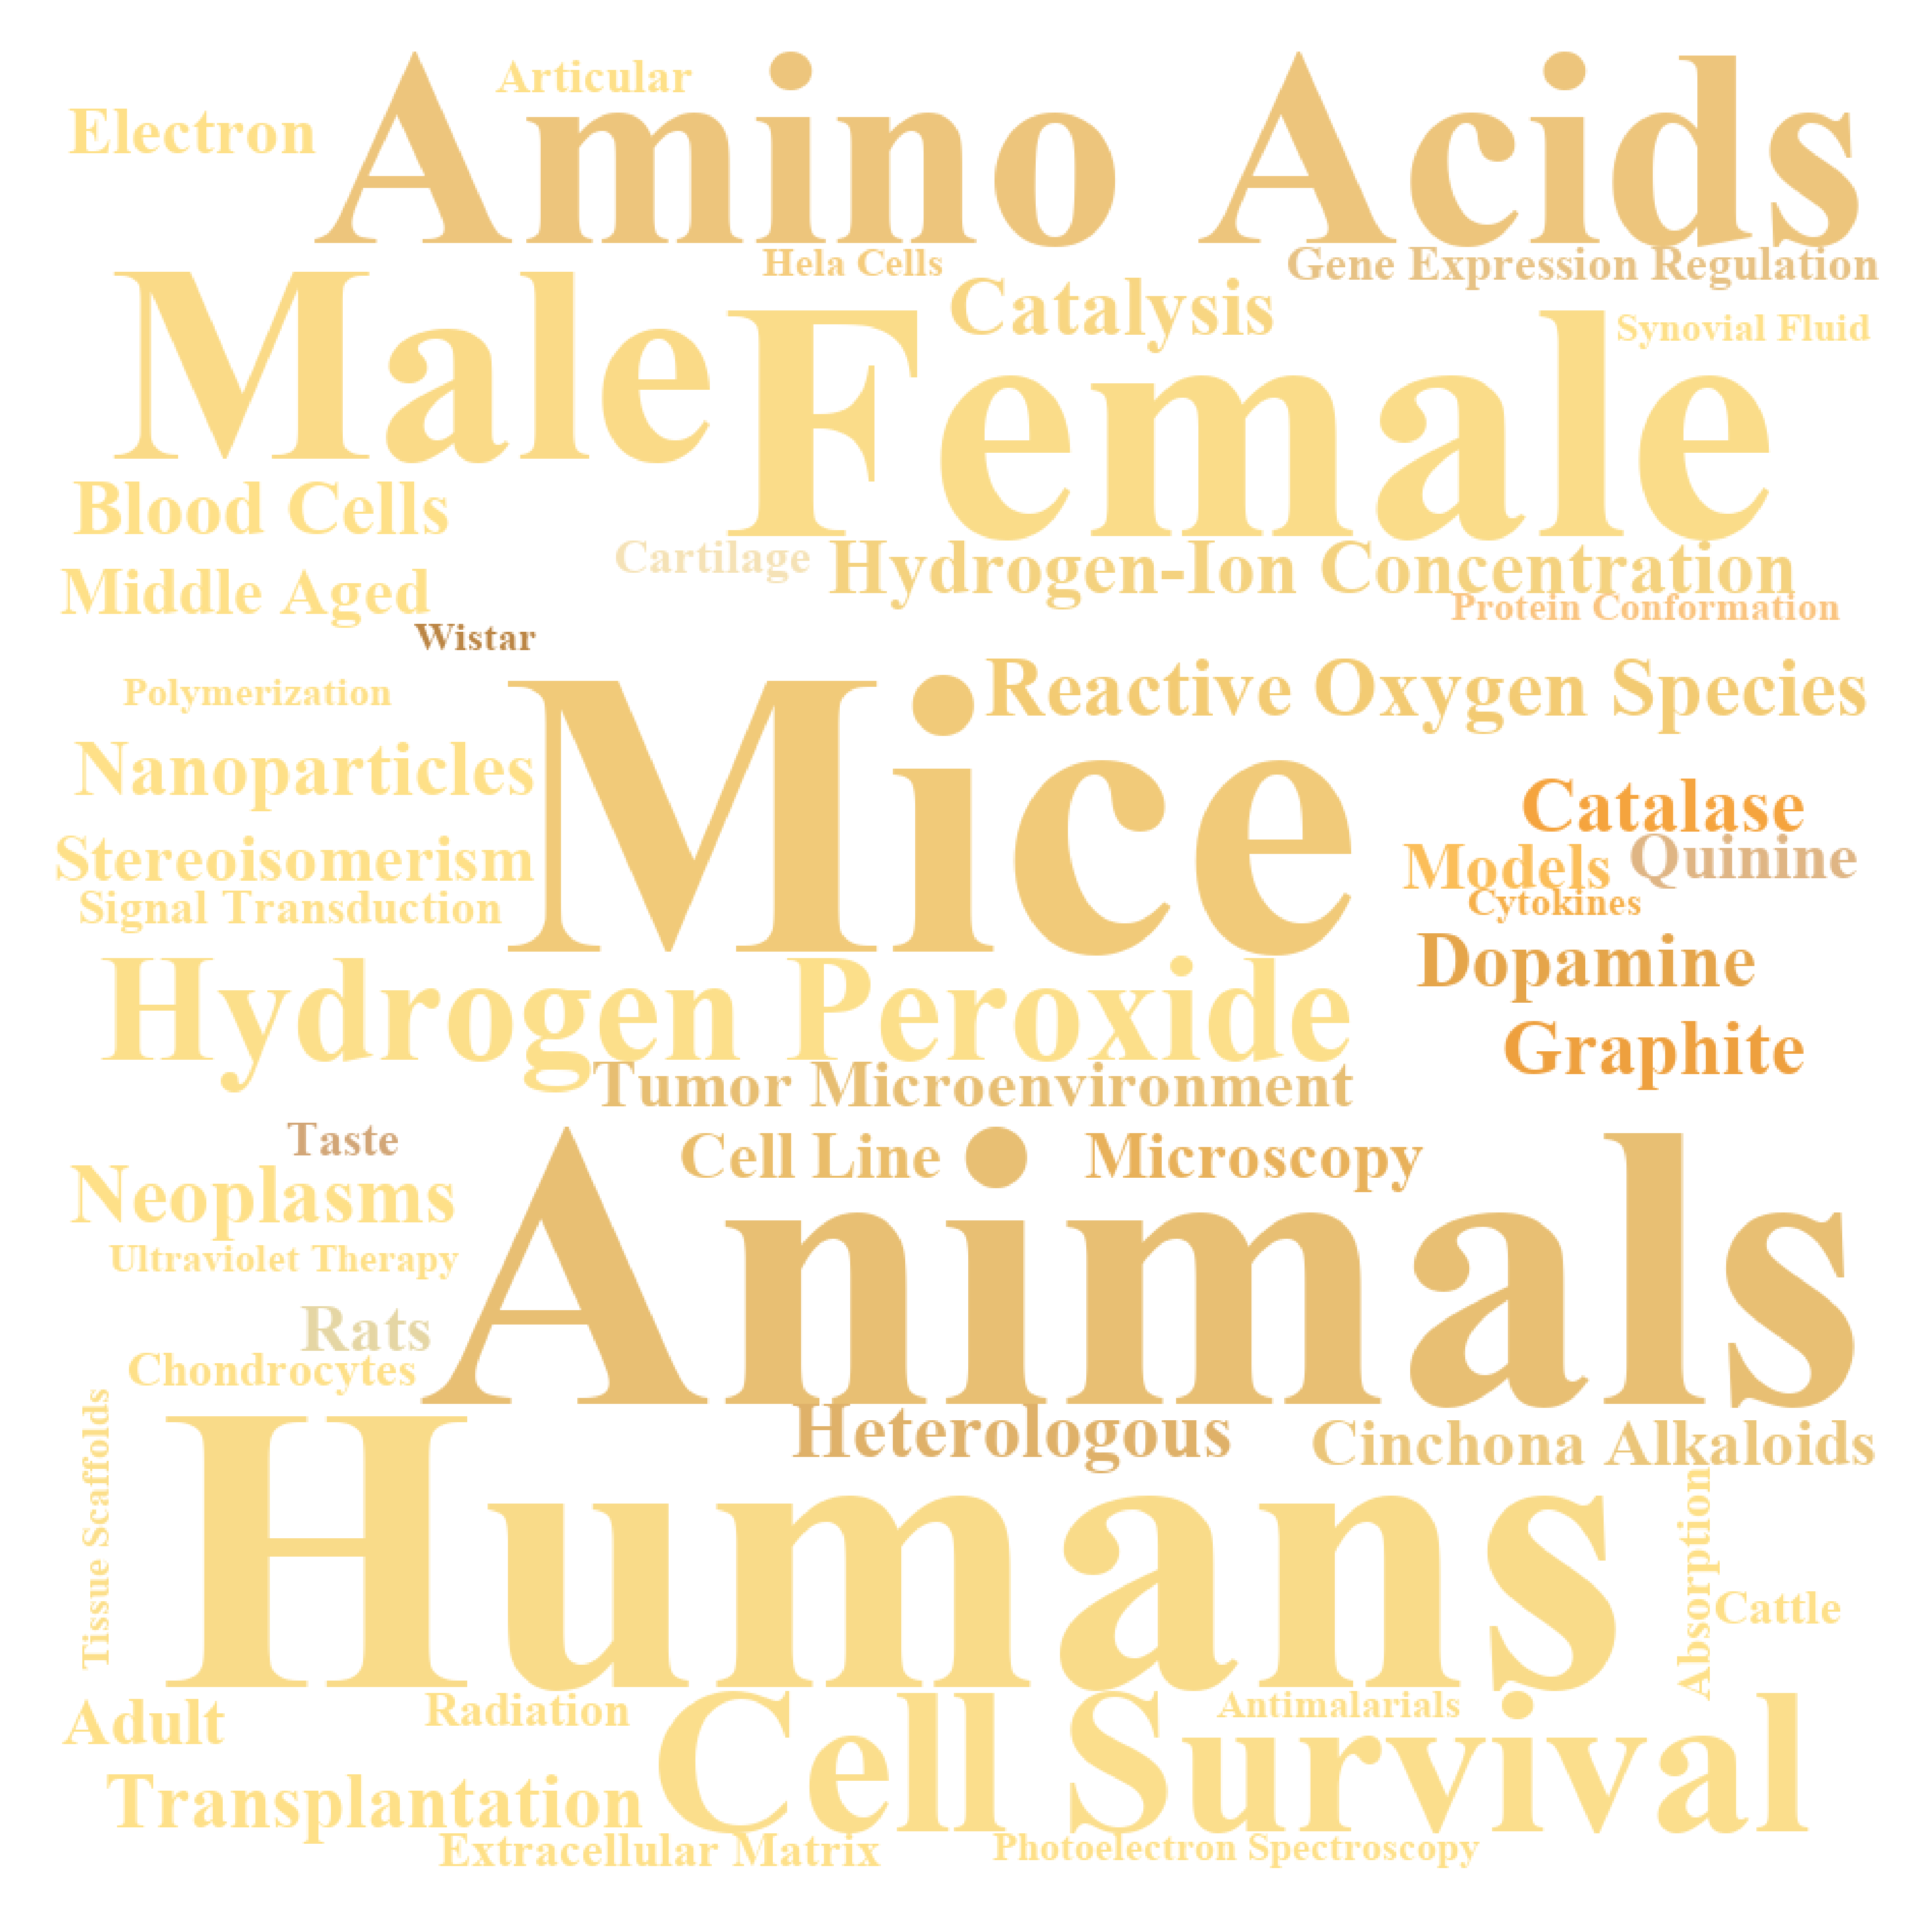 Articular
Electron
Amino Acids
Hela Cells
Gene Expression Regulation
Catalysis
Synovial Fluid
Male
Female
Blood Cells
Cartilage
Hydrogen-Ion Concentration
Middle Aged
Protein Conformation
Wistar
Polymerization
Reactive Oxygen Species
Mice
Nanoparticles
Catalase
Stereoisomerism
Models
Quinine
Signal Transduction
Cytokines
Dopamine
Hydrogen Peroxide
Graphite
Tumor Microenvironment
Taste
Cell Line
Microscopy
Neoplasms
Animals
Ultraviolet Therapy
Rats
Chondrocytes
Heterologous
Cinchona Alkaloids
Tissue Scaffolds
Humans
Absorption
Cattle
Adult
Radiation
Antimalarials
Cell Survival
Transplantation
Extracellular Matrix
Photoelectron Spectroscopy